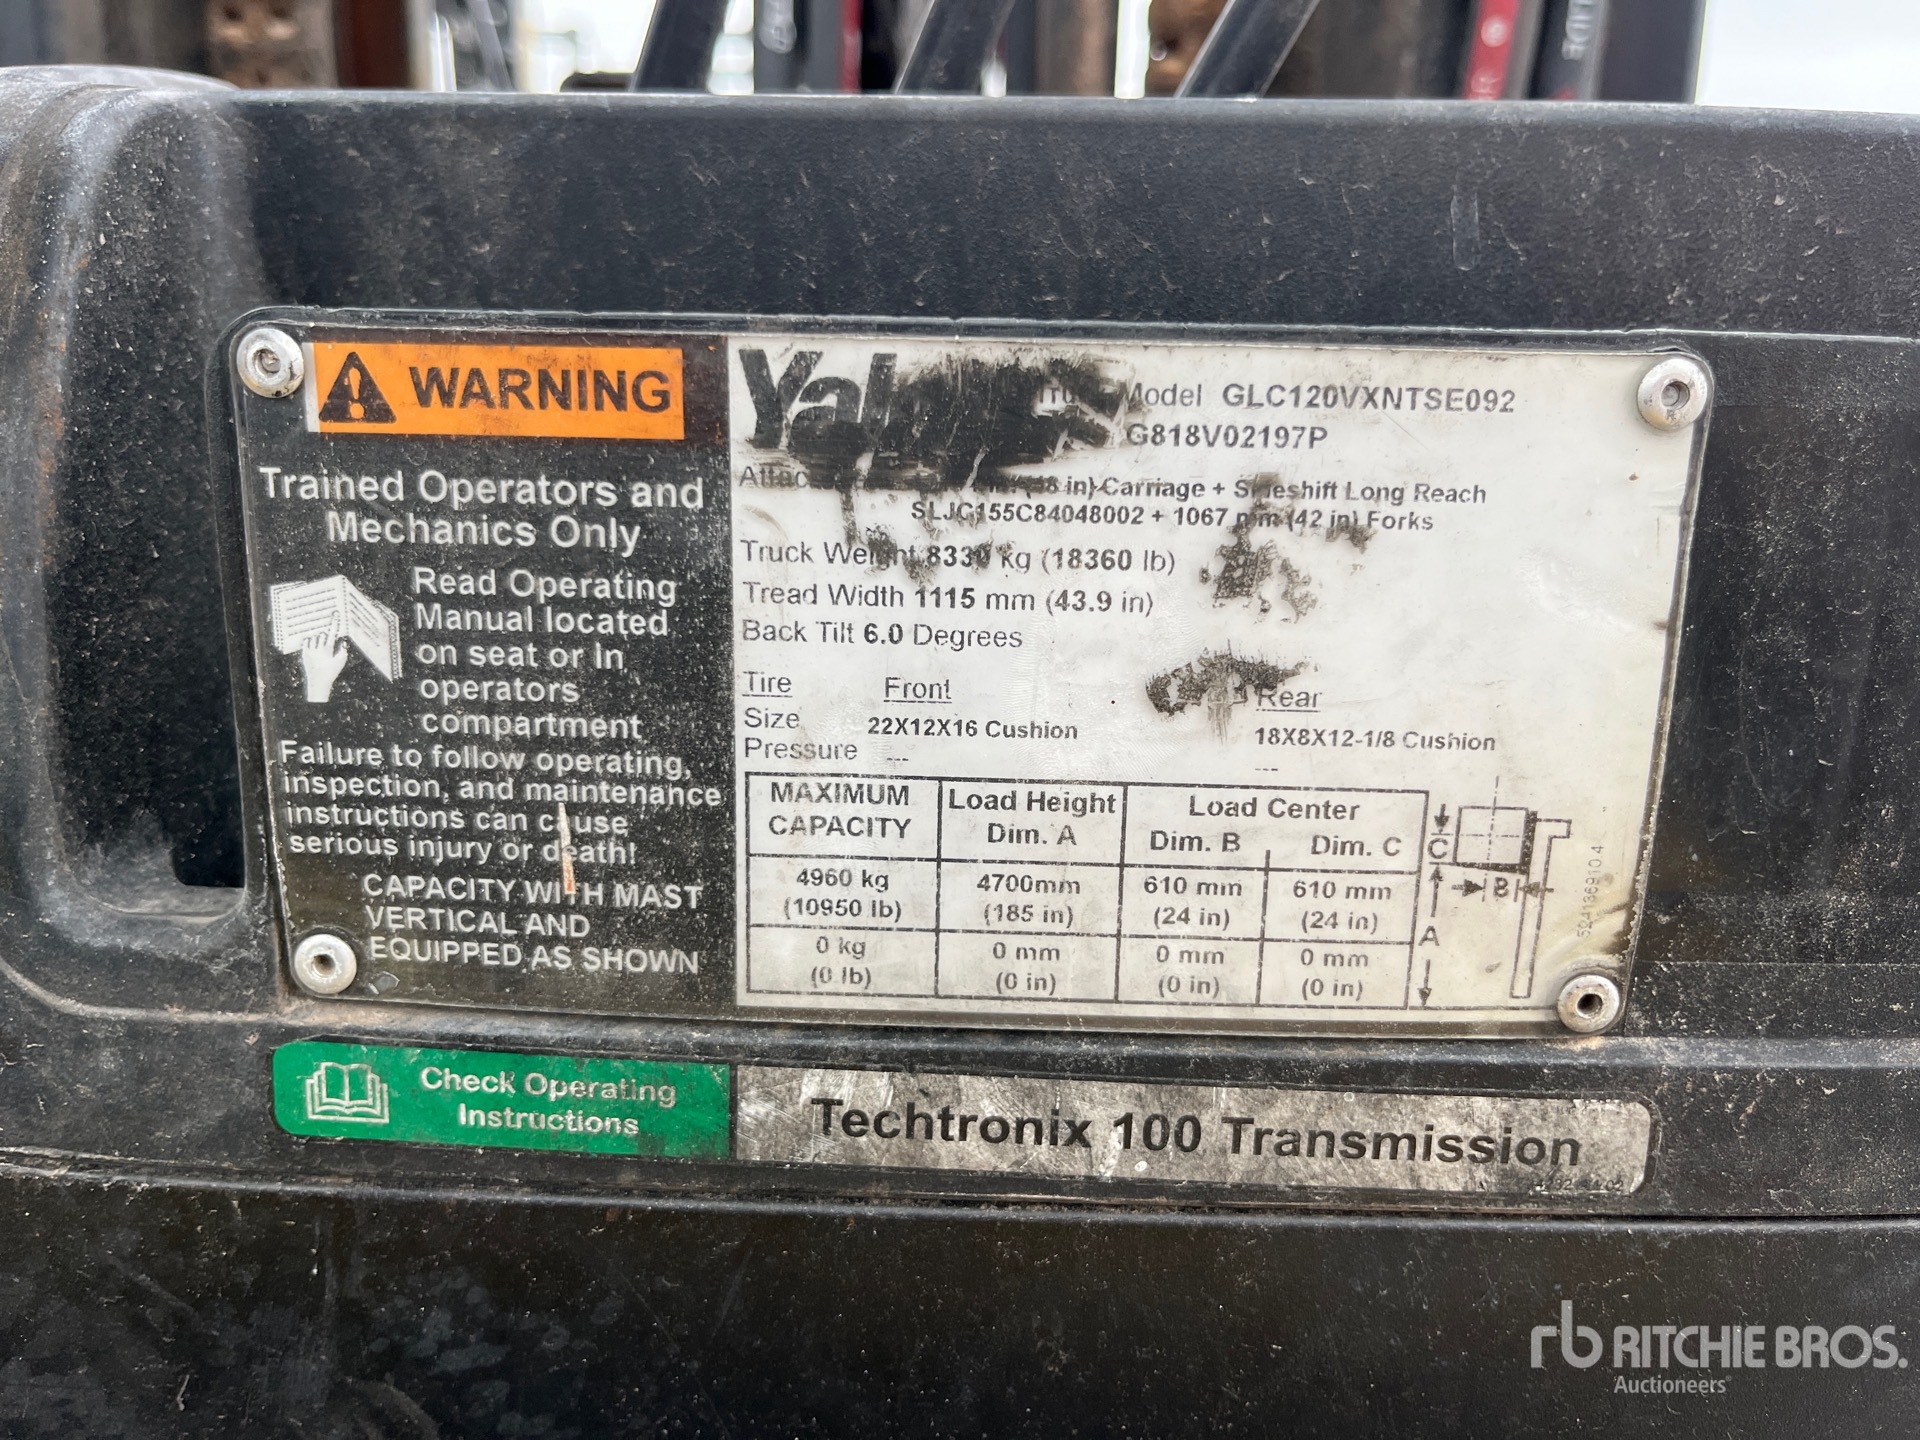 WARNING
Trained Operators and
Mechanics Only
Read Operating
Manual located
on seat or In
operators
compartment
Failure to follow operating,
inspection, and maintenance
instructions can cause
serious injury or death!
CAPACITY WITH MAST
VERTICAL AND
EQUIPPED AS SHOWN
Yal
Model GLC120VXNTSE092
G818V02197P
in) Carriage + Sideshift Long Reach
SLJC155C84048002 + 1067 mm (42 in) Forks
Truck Weight 8330 kg (18360 lb)
Tread Width 1115 mm (43.9 in)
Back Tilt 6.0 Degrees
Tire Front Rear
Size 22X12X16 Cushion 18X8X12-1/8 Cushion
Pressure --- ---
MAXIMUM CAPACITY Load Height Dim. A Load Center
Dim. B Dim. C
4960 kg 4700mm 610 mm 610 mm
(10950 lb) (185 in) (24 in) (24 in)
0 kg 0 mm 0 mm 0 mm
(0 lb) (0 in) (0 in) (0 in)
C
B
A
Check Operating
Instructions
Techtronix 100 Transmission
rb RITCHIE BROS.
Auctioneers